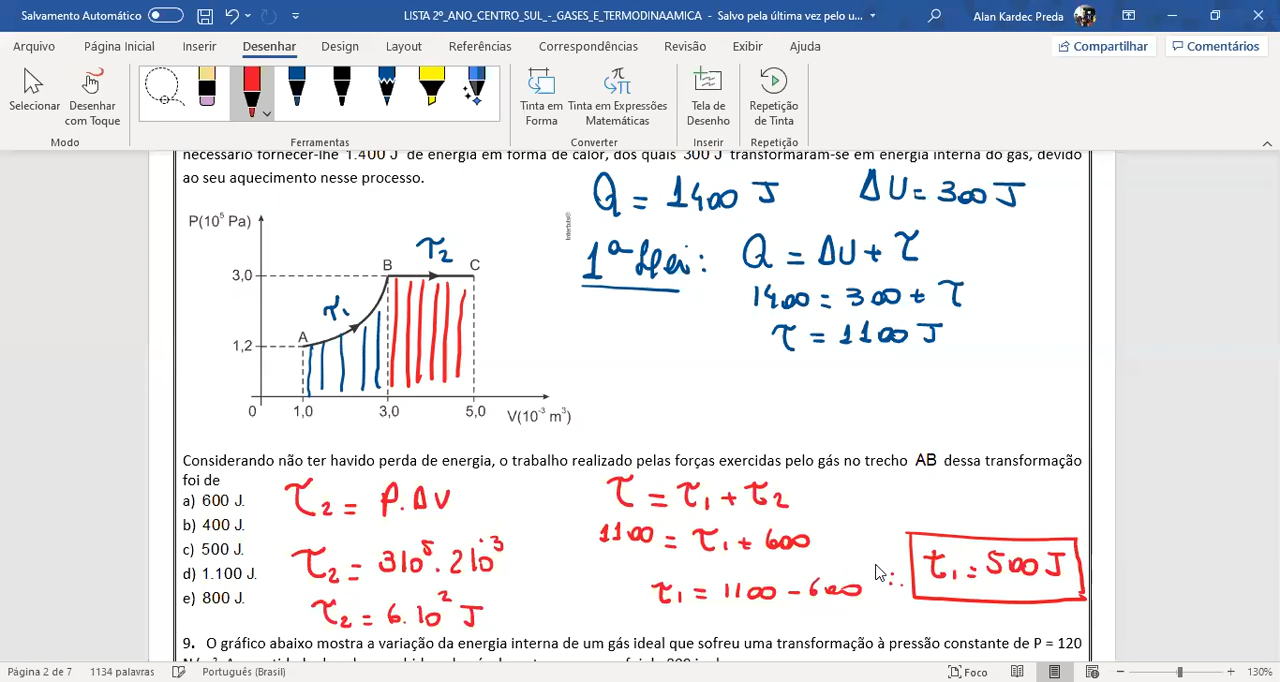 Salvamento Automático
LISTA 2º_ANO_CENTRO_SUL_-_GASES_E_TERMODINAAMICA - Salvo pela última vez pelo u...
Alan Kardec Preda
Arquivo Página Inicial Inserir Desenhar Design Layout Referências Correspondências Revisão Exibir Ajuda
Compartilhar Comentários
Selecionar
Desenhar com Toque
Tinta em Forma
Tinta em Expressões Matemáticas
Tela de Desenho
Repetição de Tinta
Modo Ferramentas Converter Inserir Repetição
necessário fornecer-lhe 1.400 J de energia em forma de calor, dos quais 300 J transformaram-se em energia interna do gás, devido
ao seu aquecimento nesse processo.
Q = 1400 J ΔU = 300 J
1ª Lei: Q = ΔU + τ
1400 = 300 + τ
τ = 1100 J
P(10⁵ Pa)
τ2
B C
3,0
τ1
A
1,2
0 1,0 3,0 5,0 V(10⁻³ m³)
Interbits®
Considerando não ter havido perda de energia, o trabalho realizado pelas forças exercidas pelo gás no trecho AB dessa transformação
foi de
a) 600 J.
b) 400 J.
c) 500 J.
d) 1.100 J.
e) 800 J.
τ2 = P.ΔV
τ2 = 3 10⁵ . 2 10⁻³
τ2 = 6.10² J
τ = τ1 + τ2
1100 = τ1 + 600
τ1 = 1100 - 600 ∴
τ1 = 500 J
9. O gráfico abaixo mostra a variação da energia interna de um gás ideal que sofreu uma transformação à pressão constante de P = 120
Página 2 de 7 1134 palavras Português (Brasil) Foco 130%